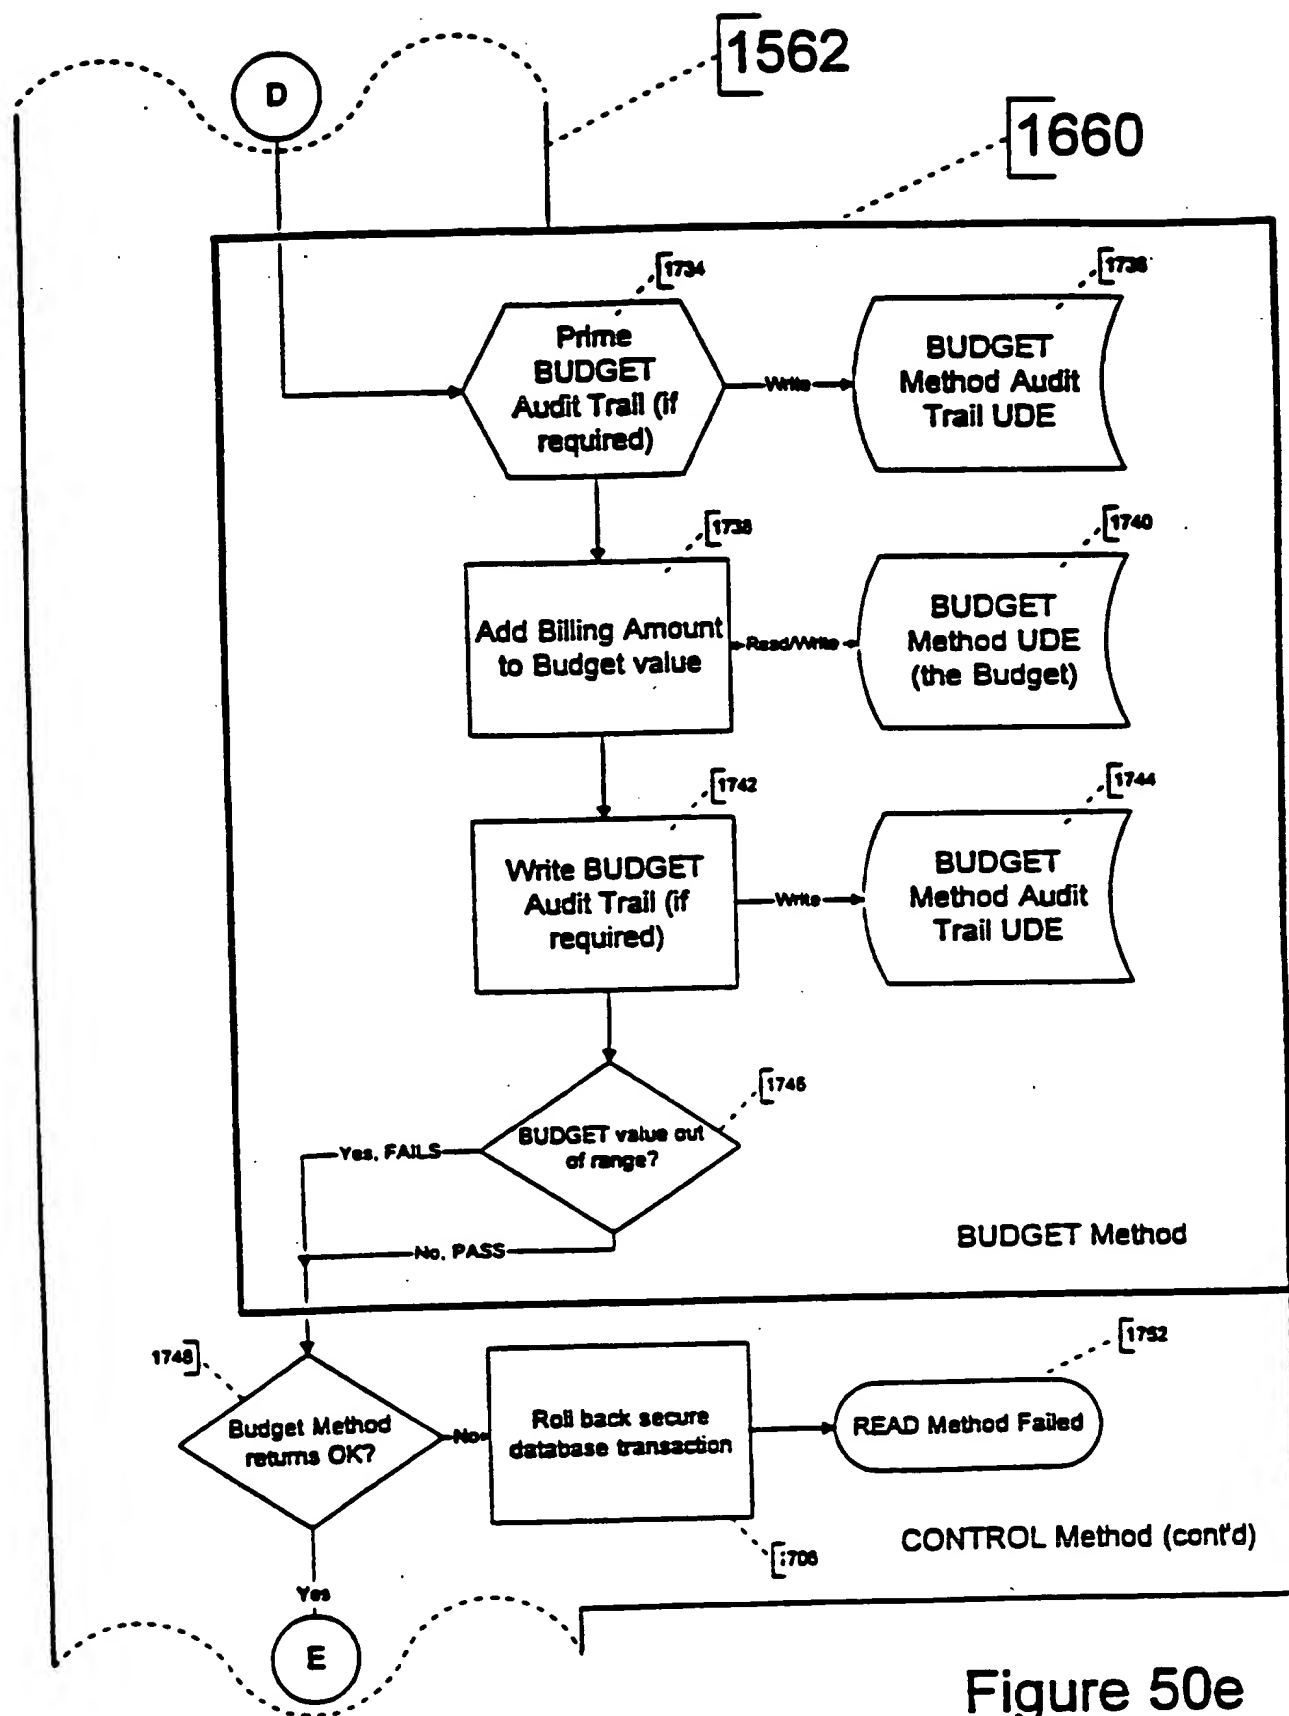 1562
D
1660
1734
1736
Prime
BUDGET
Audit Trail (if
required)
Write
BUDGET
Method Audit
Trail UDE
1738
1740
Add Billing Amount
to Budget value
Read/Write
BUDGET
Method UDE
(the Budget)
1742
1744
Write BUDGET
Audit Trail (if
required)
Write
BUDGET
Method Audit
Trail UDE
BUDGET value out
of range?
Yes, FAILS
No, PASS
BUDGET Method
1748
1752
Budget Method
returns OK?
No
Roll back secure
database transaction
READ Method Failed
CONTROL Method (cont'd)
Yes
E
Figure 50e